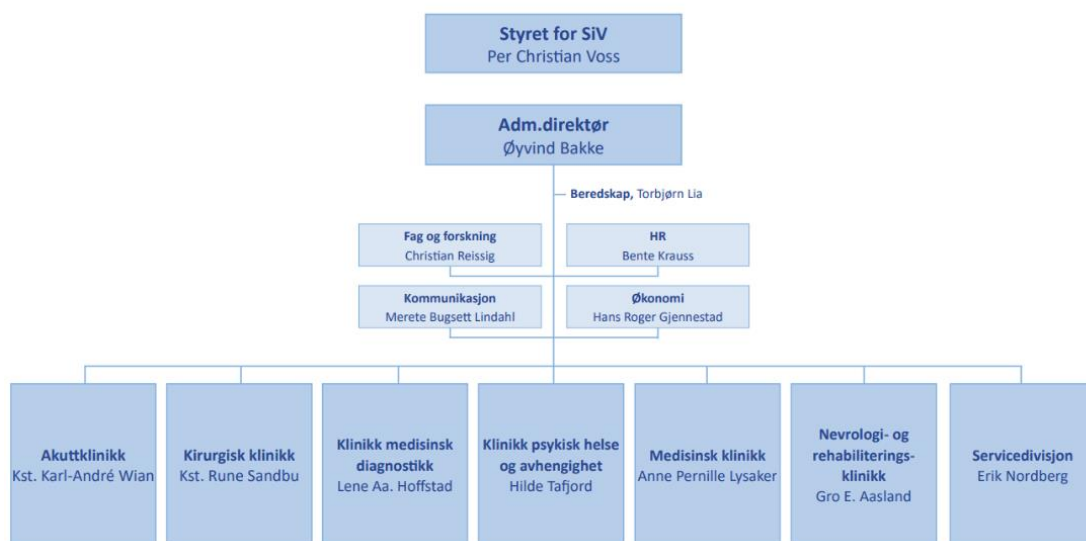 Styret for SiV
Per Christian Voss
Adm.direktør
Øyvind Bakke
Beredskap, Torbjørn Lia
Fag og forskning
Christian Reissig
HR
Bente Krauss
Kommunikasjon
Merete Bugsett Lindahl
Økonomi
Hans Roger Gjennestad
Akuttklinikk
Kst. Karl-André Wian
Kirurgisk klinikk
Kst. Rune Sandbu
Klinikk medisinsk
diagnostikk
Lene Aa. Hoffstad
Klinikk psykisk helse
og avhengighet
Hilde Tafjord
Medisinsk klinikk
Anne Pernille Lysaker
Nevrologi- og
rehabiliterings-
klinikk
Gro E. Aasland
Servicedivisjon
Erik Nordberg